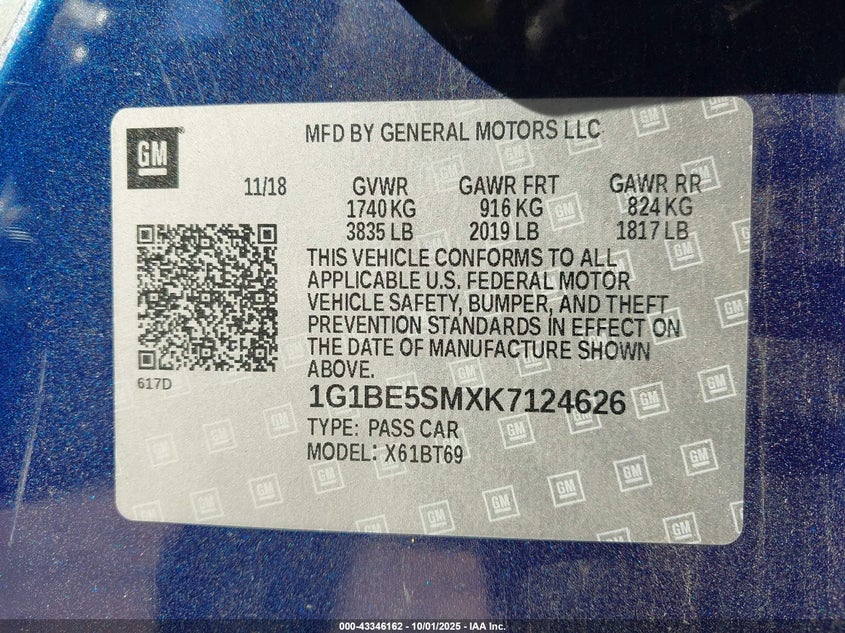 GM
MFD BY GENERAL MOTORS LLC
11/18 GVWR GAWR FRT GAWR RR
1740 KG 916 KG 824 KG
3835 LB 2019 LB 1817 LB
THIS VEHICLE CONFORMS TO ALL
APPLICABLE U.S. FEDERAL MOTOR
VEHICLE SAFETY, BUMPER, AND THEFT
PREVENTION STANDARDS IN EFFECT ON
THE DATE OF MANUFACTURE SHOWN
ABOVE.
617D
1G1BE5SMXK7124626
TYPE: PASS CAR
MODEL: X61BT69
000-43346162 - 10/01/2025 - IAA Inc.